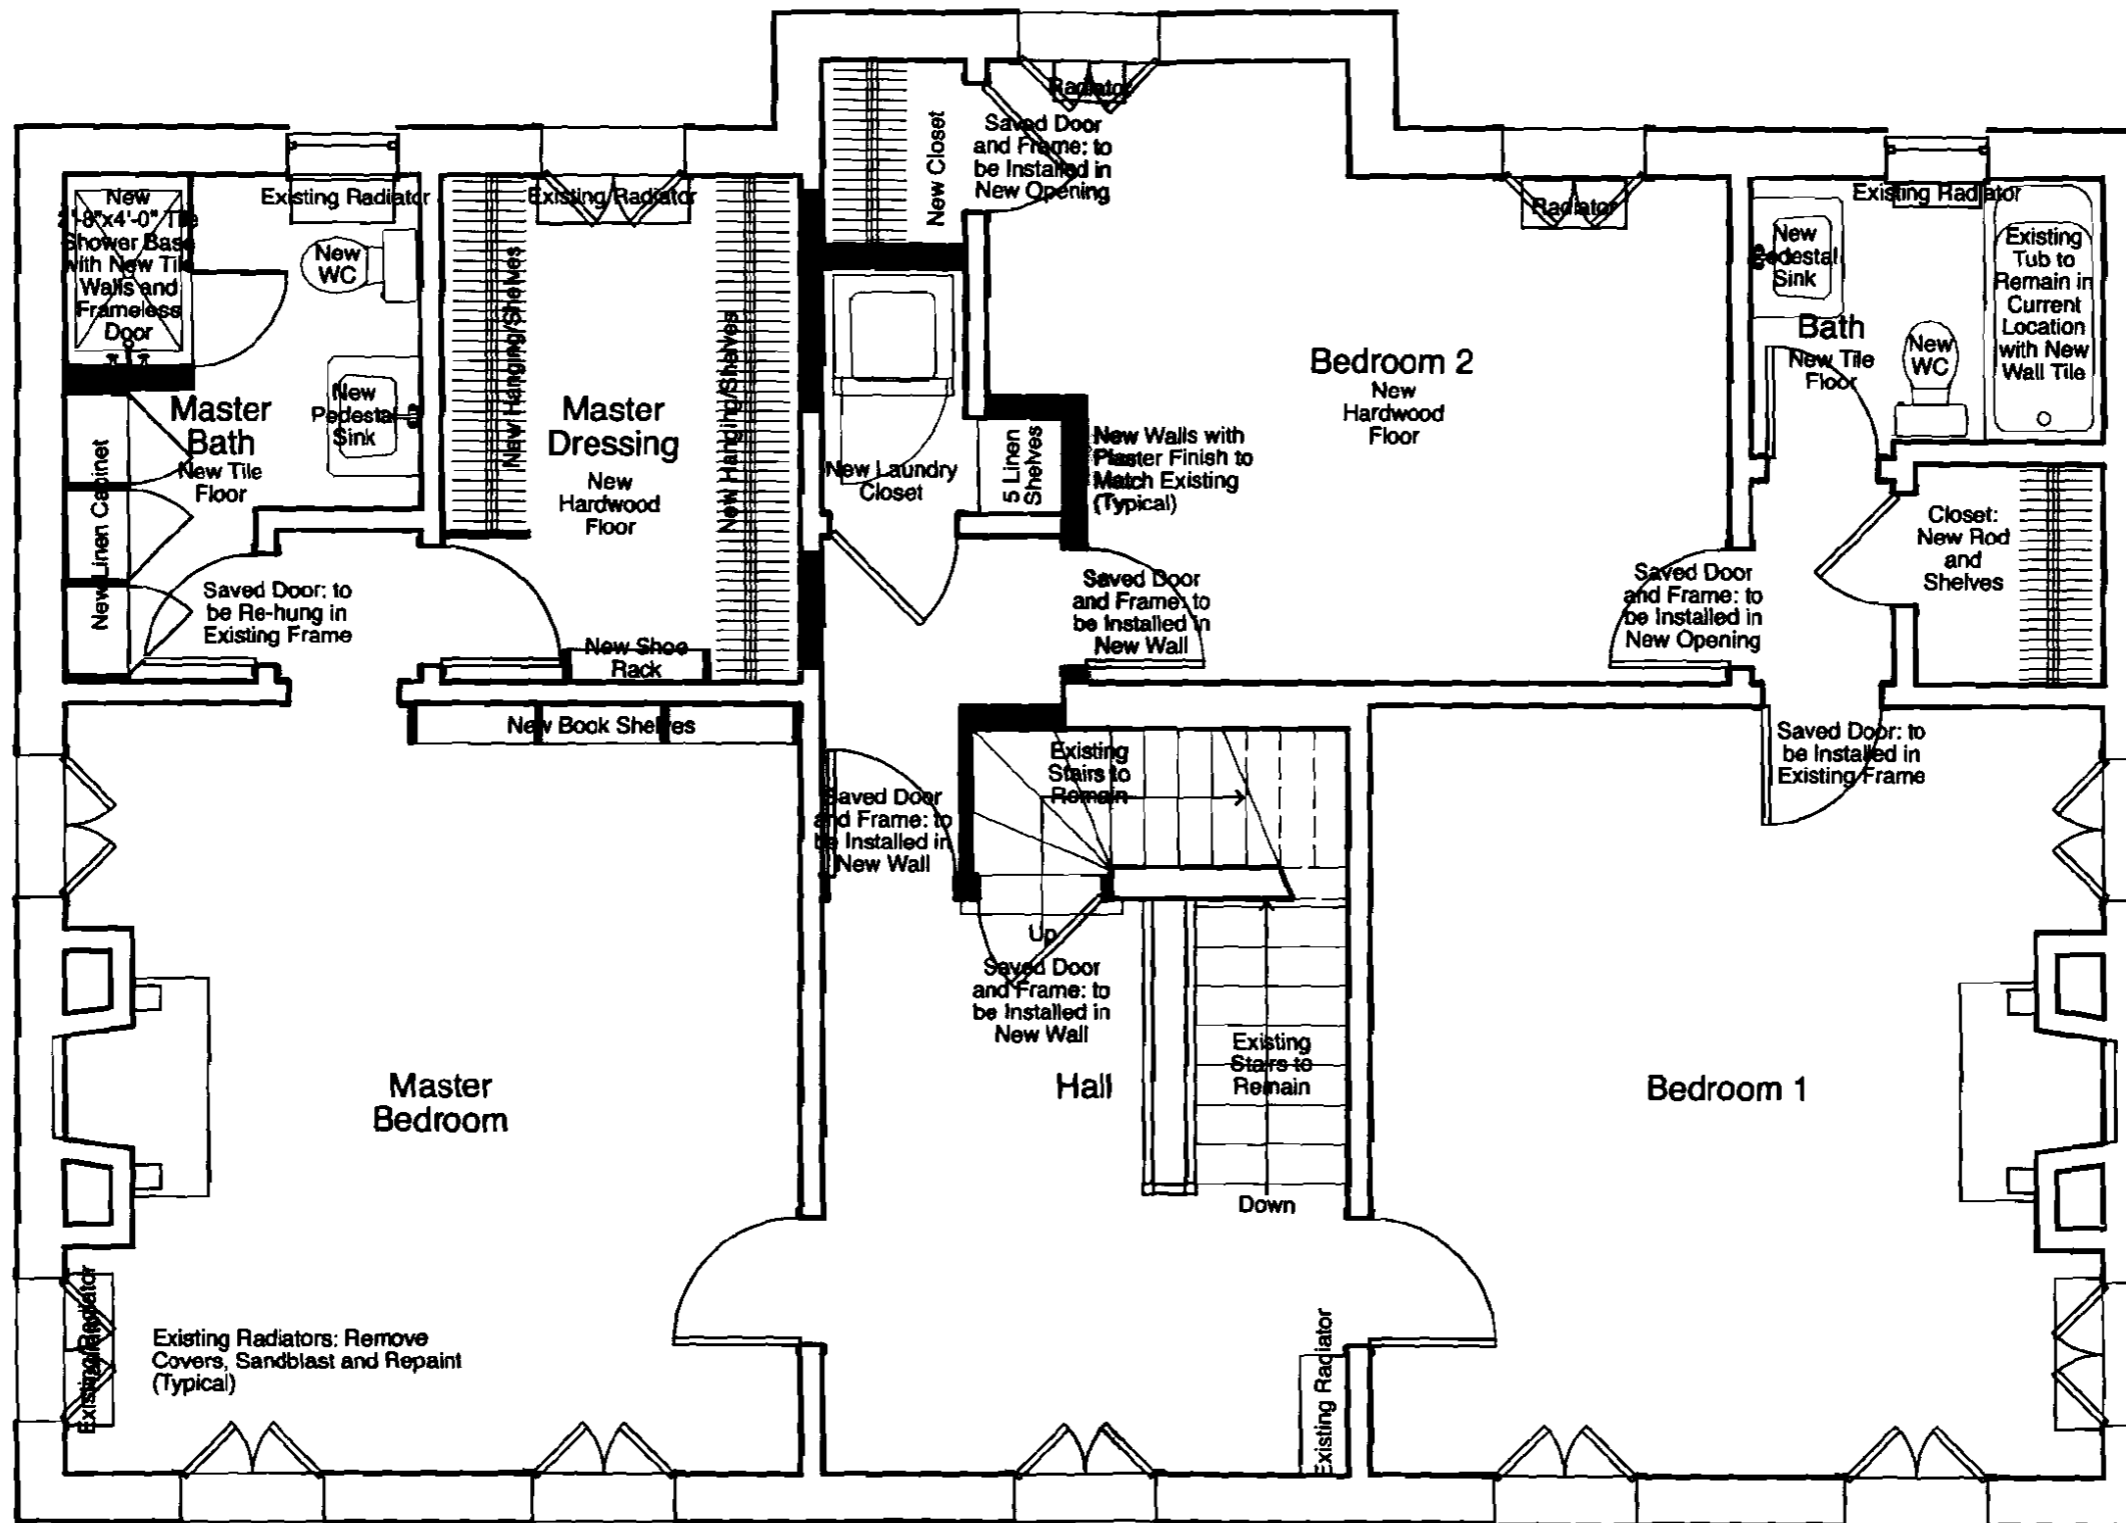 New
2'-8"x4'-0" Tile
Shower Base
with New Tile
Walls and
Frameless
Door
Existing Radiator
New
WC
New
Pedestal
Sink
Master
Bath
New Tile
Floor
New Linen Cabinet
Saved Door: to
be Re-hung in
Existing Frame
Existing Radiator
New Hanging/Shelves
New Hanging/Shelves
Master
Dressing
New
Hardwood
Floor
New Shoe
Rack
New Book Shelves
New Closet
Radiator
Saved Door
and Frame: to
be Installed in
New Opening
New Laundry
Closet
5 Linen
Shelves
New Walls with
Plaster Finish to
Match Existing
(Typical)
Saved Door
and Frame: to
be Installed in
New Wall
Bedroom 2
New
Hardwood
Floor
Radiator
Saved Door
and Frame: to
be Installed in
New Opening
Existing Radiator
New
Pedestal
Sink
Bath
New Tile
Floor
New
WC
Existing
Tub to
Remain in
Current
Location
with New
Wall Tile
Closet:
New Rod
and
Shelves
Saved Door: to
be Installed in
Existing Frame
Saved Door
and Frame: to
be Installed in
New Wall
Existing
Stairs to
Remain
Up
Saved Door
and Frame: to
be Installed in
New Wall
Existing
Stairs to
Remain
Down
Hall
Master
Bedroom
Bedroom 1
Existing Radiator
Existing Radiators: Remove
Covers, Sandblast and Repaint
(Typical)
Existing Radiator